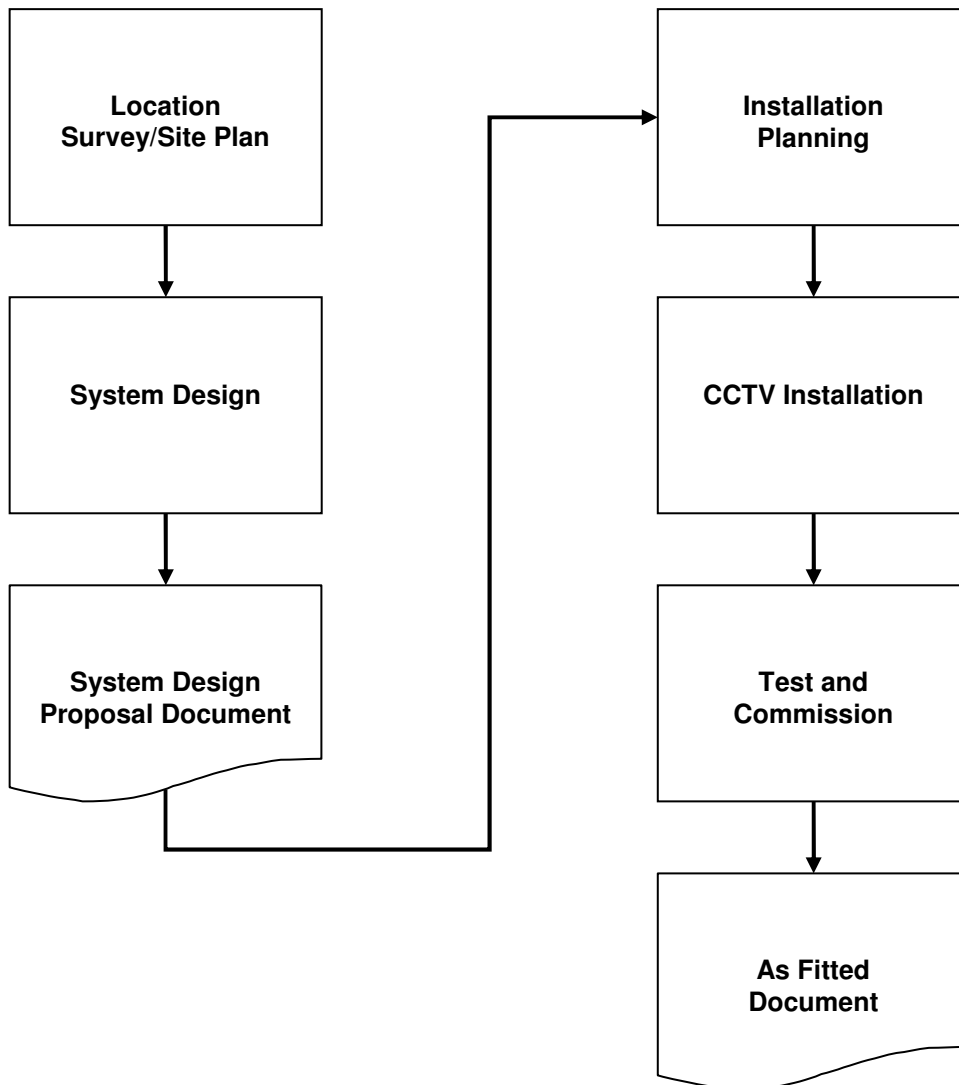 Location
Survey/Site Plan
System Design
System Design
Proposal Document
Installation
Planning
CCTV Installation
Test and
Commission
As Fitted
Document